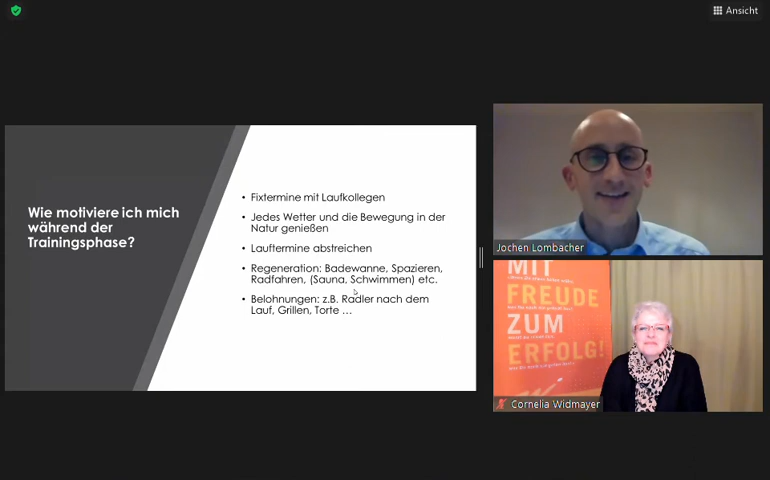 Ansicht
Wie motiviere ich mich
während der
Trainingsphase?
• Fixtermine mit Laufkollegen
• Jedes Wetter und die Bewegung in der
Natur genießen
• Lauftermine abstreichen
• Regeneration: Badewanne, Spazieren,
Radfahren, (Sauna, Schwimmen) etc.
• Belohnungen: z.B. Radler nach dem
Lauf, Grillen, Torte …
Jochen Lombacher
MIT
FREUDE
ZUM
ERFOLG!
Cornelia Widmayer